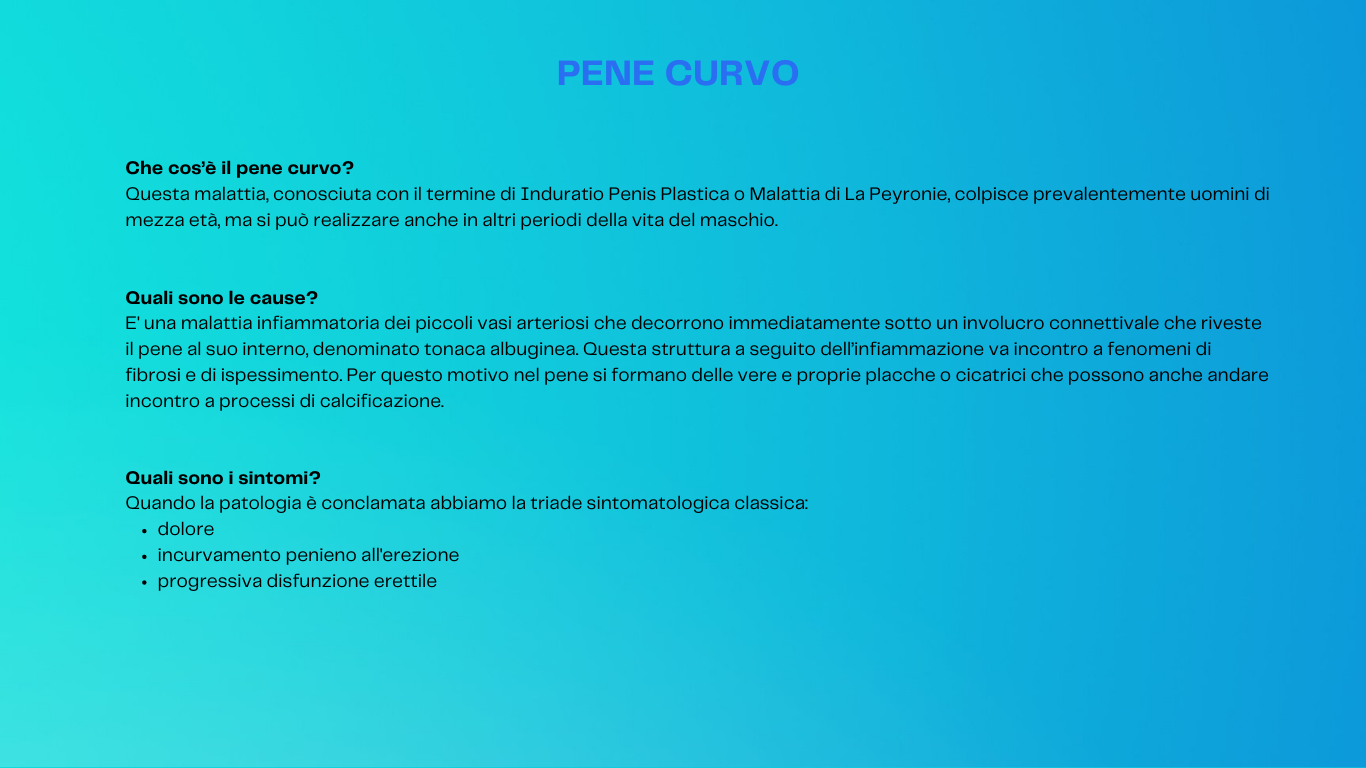 PENE CURVO
Che cos’è il pene curvo?
Questa malattia, conosciuta con il termine di Induratio Penis Plastica o Malattia di La Peyronie, colpisce prevalentemente uomini di
mezza età, ma si può realizzare anche in altri periodi della vita del maschio.
Quali sono le cause?
E' una malattia infiammatoria dei piccoli vasi arteriosi che decorrono immediatamente sotto un involucro connettivale che riveste
il pene al suo interno, denominato tonaca albuginea. Questa struttura a seguito dell’infiammazione va incontro a fenomeni di
fibrosi e di ispessimento. Per questo motivo nel pene si formano delle vere e proprie placche o cicatrici che possono anche andare
incontro a processi di calcificazione.
Quali sono i sintomi?
Quando la patologia è conclamata abbiamo la triade sintomatologica classica:
• dolore
• incurvamento penieno all'erezione
• progressiva disfunzione erettile